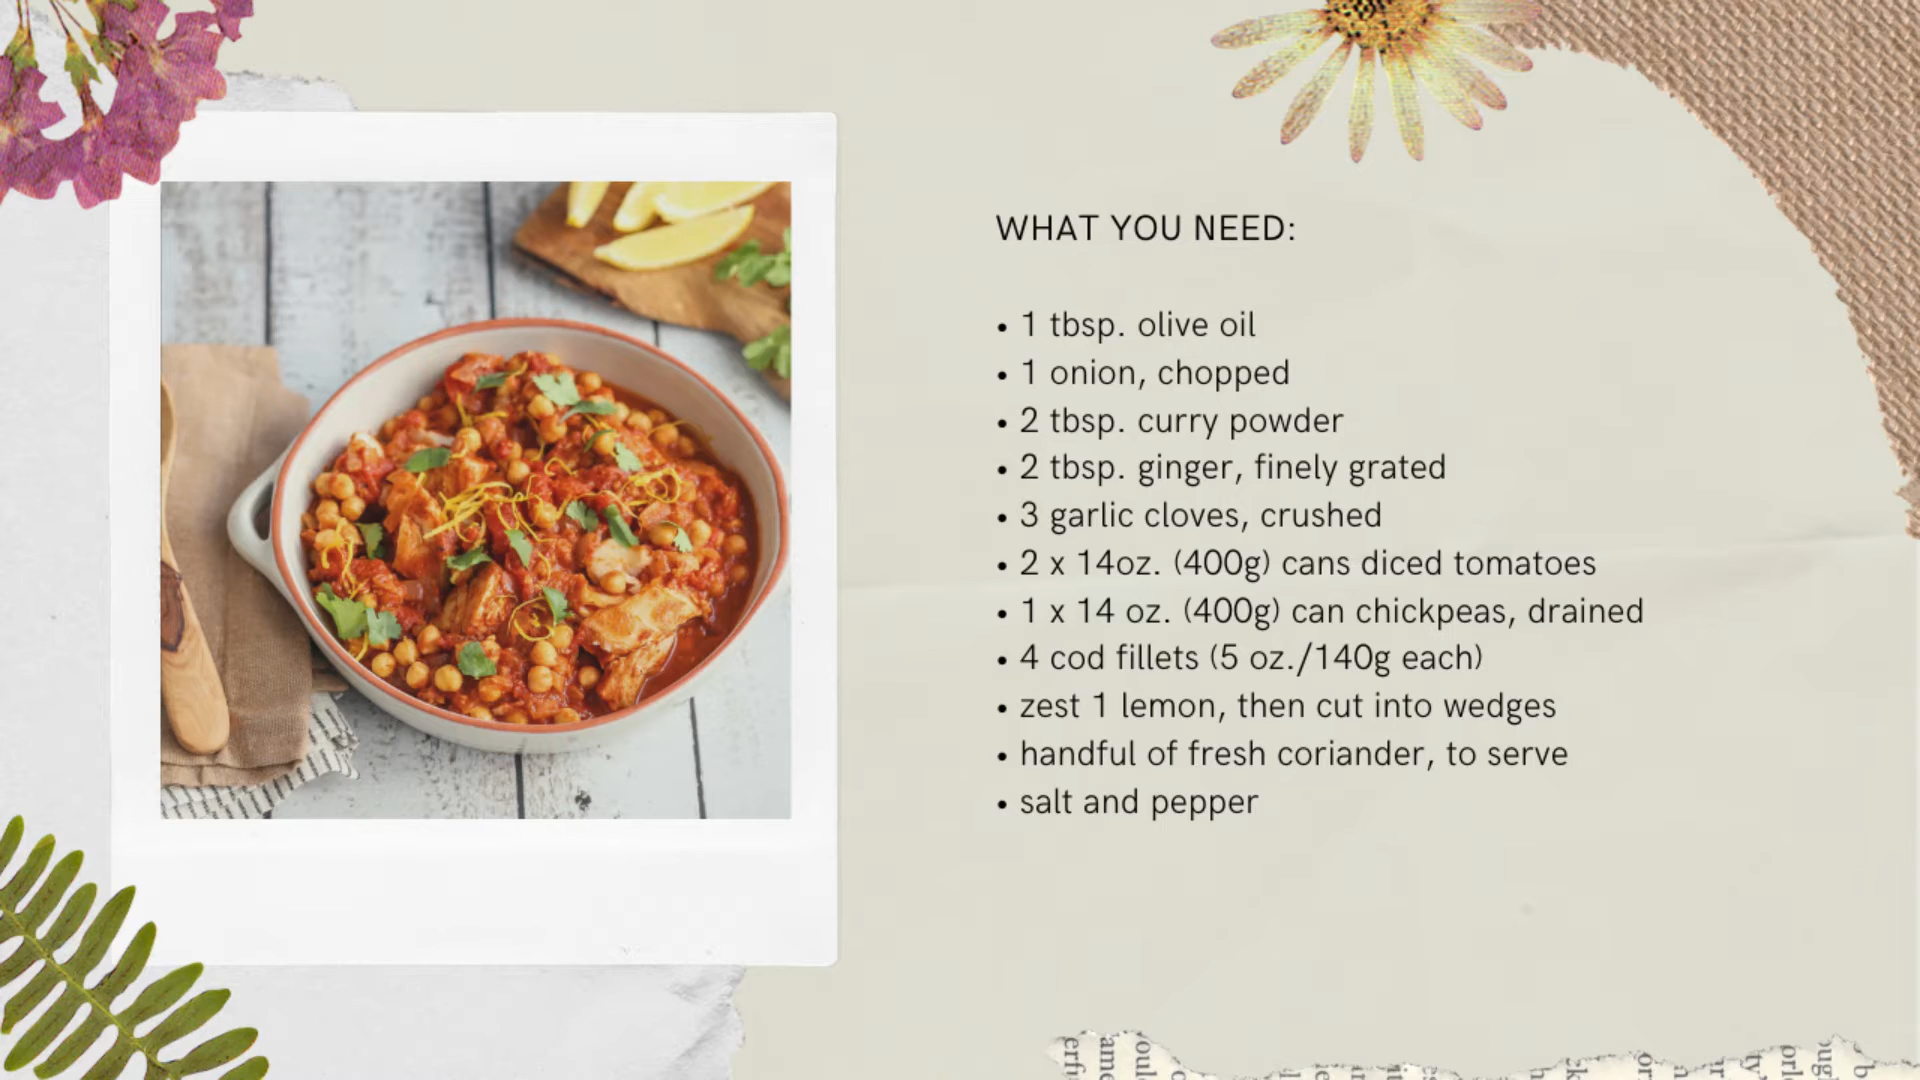 WHAT YOU NEED:
• 1 tbsp. olive oil
• 1 onion, chopped
• 2 tbsp. curry powder
• 2 tbsp. ginger, finely grated
• 3 garlic cloves, crushed
• 2 x 14oz. (400g) cans diced tomatoes
• 1 x 14 oz. (400g) can chickpeas, drained
• 4 cod fillets (5 oz./140g each)
• zest 1 lemon, then cut into wedges
• handful of fresh coriander, to serve
• salt and pepper